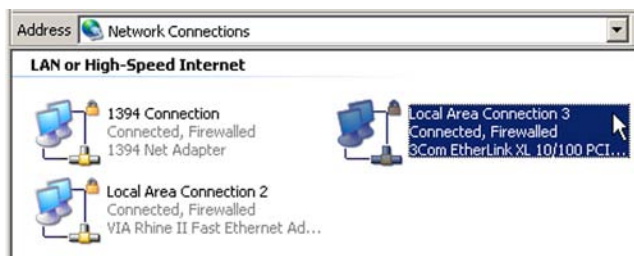 Address Network Connections
LAN or High-Speed Internet
1394 Connection
Connected, Firewalled
1394 Net Adapter
Local Area Connection 3
Connected, Firewalled
3Com EtherLink XL 10/100 PCI...
Local Area Connection 2
Connected, Firewalled
VIA Rhine II Fast Ethernet Ad...